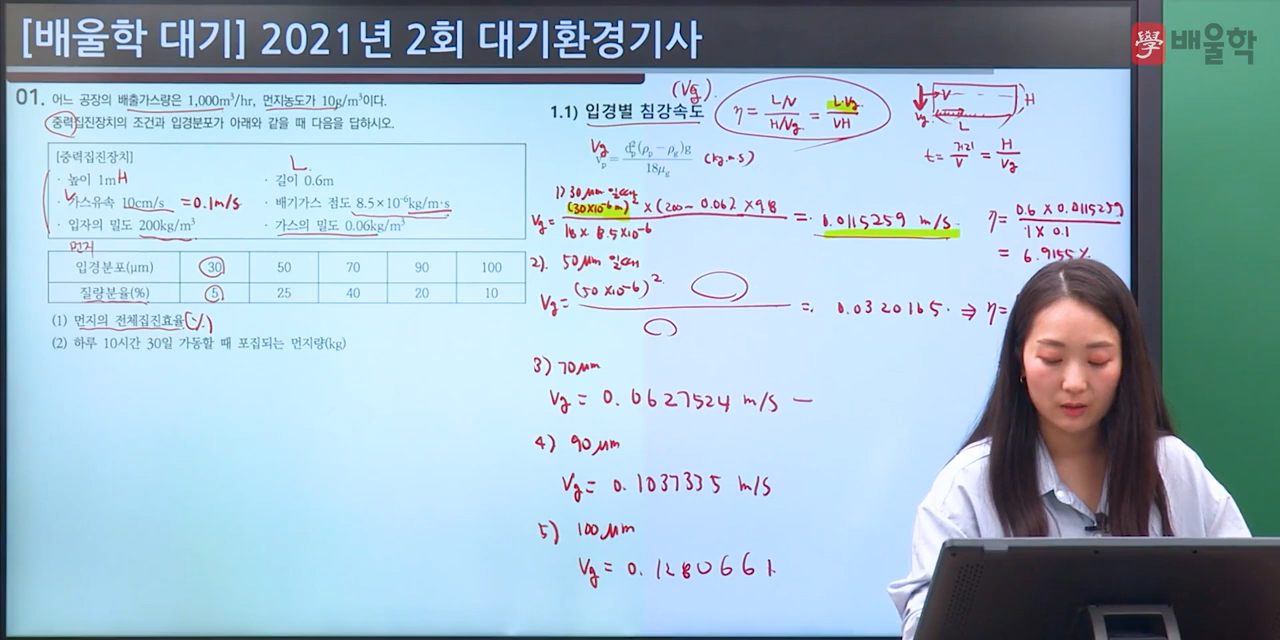 [배울학 대기] 2021년 2회 대기환경기사
學 배울학
01. 어느 공장의 배출가스량은 1,000m³/hr, 먼지농도가 10g/m³이다.
중력집진장치의 조건과 입경분포가 아래와 같을 때 다음을 답하시오.
[중력집진장치] L
· 높이 1m H · 길이 0.6m
· V 가스유속 10cm/s =0.1m/s · 배기가스 점도 8.5×10⁻⁶kg/m·s
· 입자의 밀도 200kg/m³ · 가스의 밀도 0.06kg/m³
먼지
입경분포(μm) 30 50 70 90 100
질량분율(%) 5 25 40 20 10
(1) 먼지의 전체집진효율(%)
(2) 하루 10시간 30일 가동할 때 포집되는 먼지량(kg)
1.1) 입경별 침강속도 (Vg).
η = (L/V)/(H/Vg) = (L·Vg)/(VH)
V Vg L H
t = 거리/V = H/Vg
Vg vp = d²p(ρp − ρg)g / 18μg (kg.m.s)
1) 30μm 일때
Vg = (30×10⁻⁶m)² × (200 − 0.06) × 9.8 / 18 × 8.5×10⁻⁶ = 0.0115259 m/s
η = 0.6 × 0.0115259 / 1 × 0.1
= 6.9155 %
2). 50μm 일때
Vg = (50×10⁻⁶)² / = 0.0320165. ⇒ η =
3) 70μm
Vg = 0.0627524 m/s –
4) 90μm
Vg = 0.1037335 m/s
5) 100μm
Vg = 0.1280661